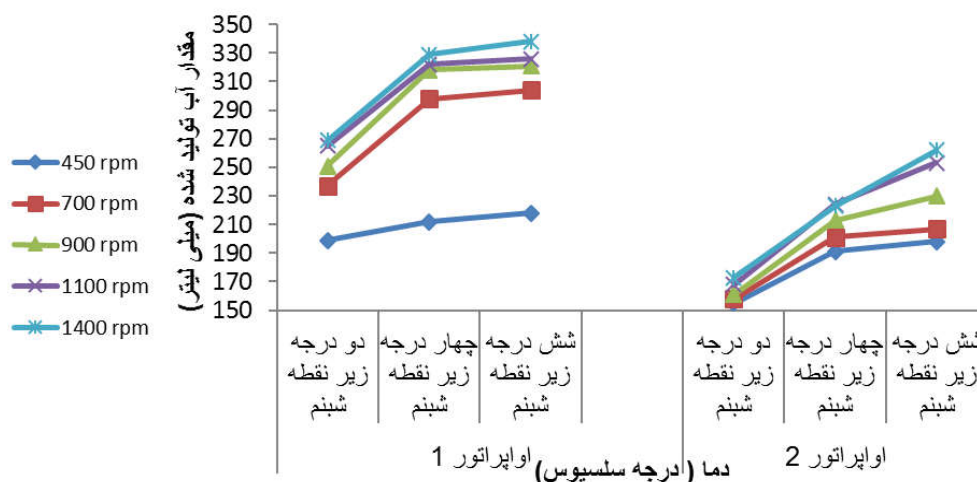 مقدار آب تولید شده (میلی لیتر)
350
330
310
290
270
250
230
210
190
170
150
450 rpm
700 rpm
900 rpm
1100 rpm
1400 rpm
دو درجه
زیر نقطه
شبنم
چهار درجه
زیر نقطه
شبنم
شش درجه
زیر نقطه
شبنم
دو درجه
زیر نقطه
شبنم
چهار درجه
زیر نقطه
شبنم
شش درجه
زیر نقطه
شبنم
اواپراتور 1
اواپراتور 2
دما ( درجه سلسیوس)